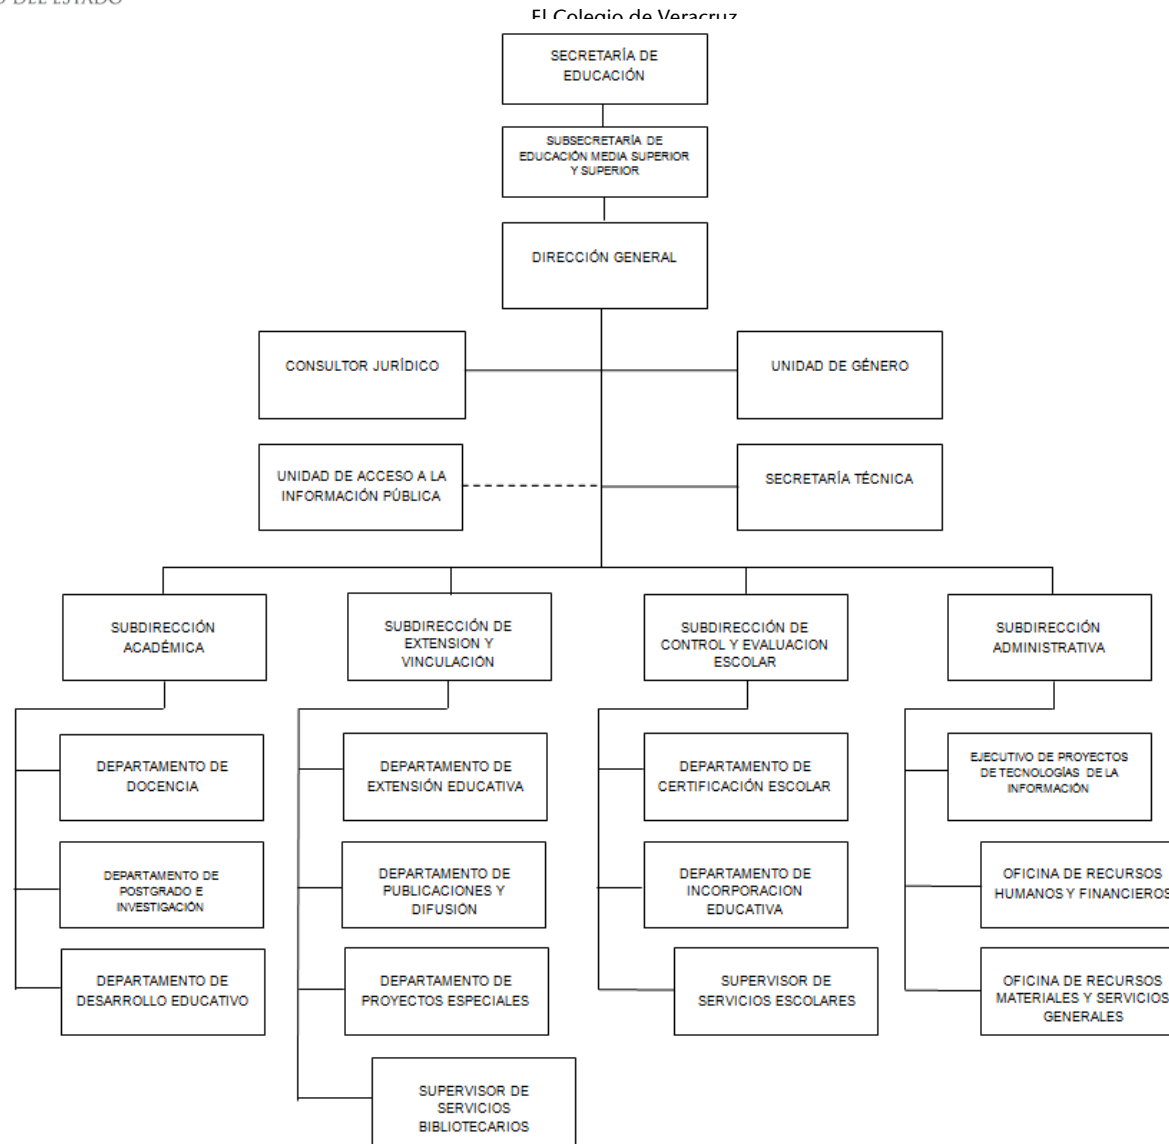 DEL ESTADO
El Colegio de Veracruz
SECRETARÍA DE
EDUCACIÓN
SUBSECRETARÍA DE
EDUCACIÓN MEDIA SUPERIOR
Y SUPERIOR
DIRECCIÓN GENERAL
CONSULTOR JURÍDICO
UNIDAD DE GÉNERO
UNIDAD DE ACCESO A LA
INFORMACIÓN PÚBLICA
SECRETARÍA TÉCNICA
SUBDIRECCIÓN
ACADÉMICA
SUBDIRECCIÓN DE
EXTENSION Y
VINCULACIÓN
SUBDIRECCIÓN DE
CONTROL Y EVALUACION
ESCOLAR
SUBDIRECCIÓN
ADMINISTRATIVA
DEPARTAMENTO DE
DOCENCIA
DEPARTAMENTO DE
EXTENSIÓN EDUCATIVA
DEPARTAMENTO DE
CERTIFICACIÓN ESCOLAR
EJECUTIVO DE PROYECTOS
DE TECNOLOGÍAS DE LA
INFORMACIÓN
DEPARTAMENTO DE
POSTGRADO E
INVESTIGACIÓN
DEPARTAMENTO DE
PUBLICACIONES Y
DIFUSIÓN
DEPARTAMENTO DE
INCORPORACION
EDUCATIVA
OFICINA DE RECURSOS
HUMANOS Y FINANCIEROS
DEPARTAMENTO DE
DESARROLLO EDUCATIVO
DEPARTAMENTO DE
PROYECTOS ESPECIALES
SUPERVISOR DE
SERVICIOS ESCOLARES
OFICINA DE RECURSOS
MATERIALES Y SERVICIOS
GENERALES
SUPERVISOR DE
SERVICIOS
BIBLIOTECARIOS